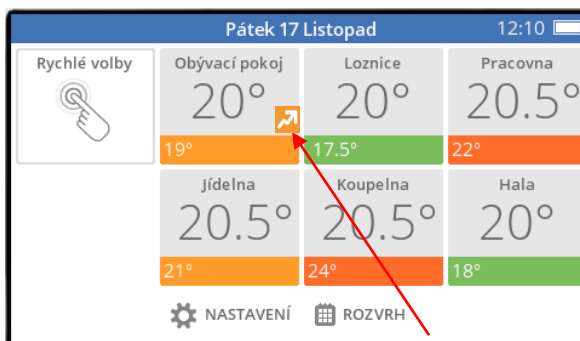 Pátek 17 Listopad 12:10
Rychlé volby
Obývací pokoj
20°
19°
Loznice
20°
17.5°
Pracovna
20.5°
22°
Jídelna
20.5°
21°
Koupelna
20.5°
24°
Hala
20°
18°
NASTAVENÍ ROZVRH